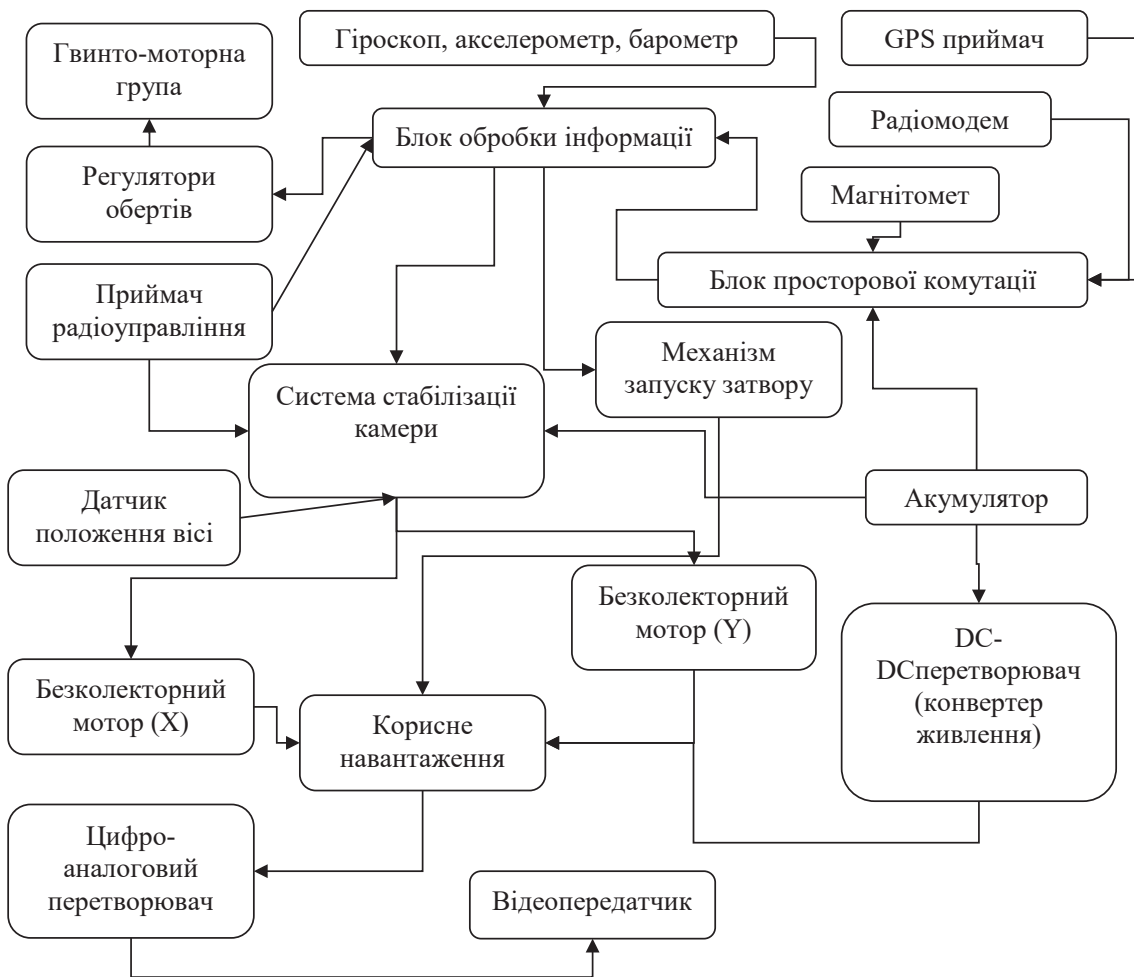 Гіроскоп, акселерометр, барометр
GPS приймач
Гвинто-моторна
група
Радіомодем
Блок обробки інформації
Регулятори
обертів
Магнітомет
Блок просторової комутації
Приймач
радіоуправління
Механізм
запуску затвору
Система стабілізації
камери
Датчик
положення вісі
Акумулятор
Безколекторний
мотор (Y)
DC-
DCперетворювач
(конвертер
живлення)
Безколекторний
мотор (X)
Корисне
навантаження
Цифро-
аналоговий
перетворювач
Відеопередатчик